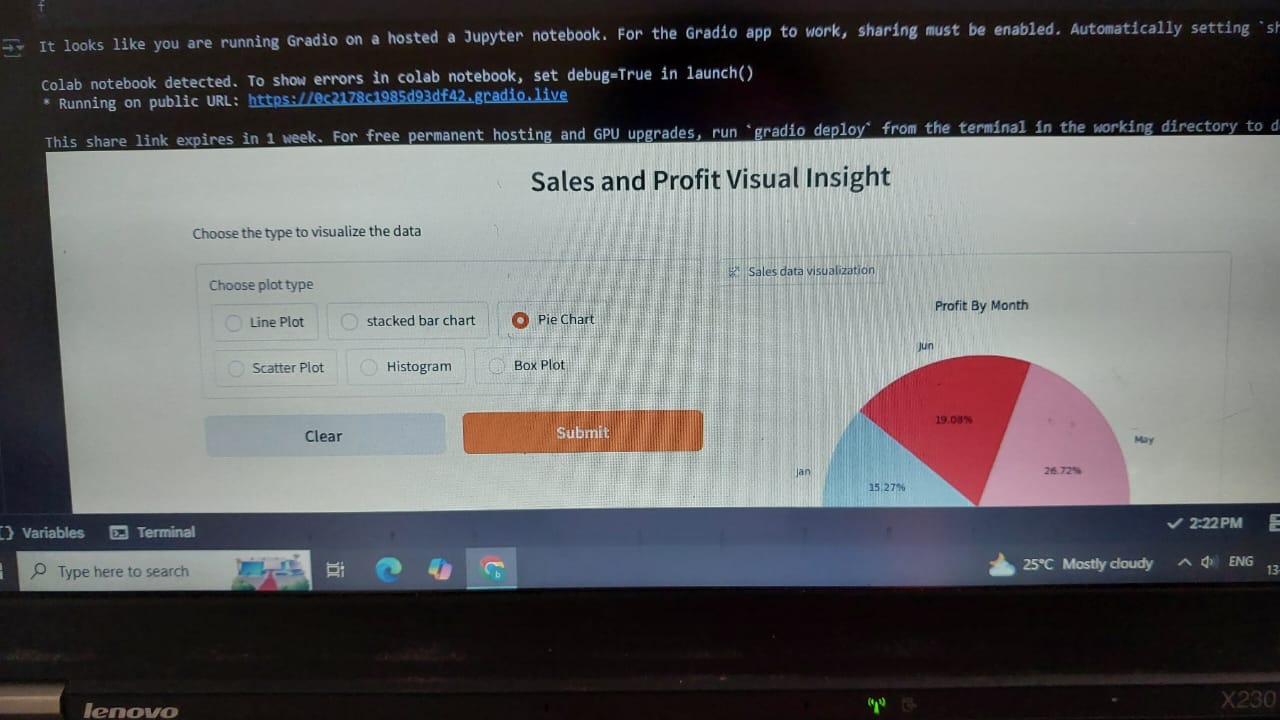 It looks like you are running Gradio on a hosted a Jupyter notebook. For the Gradio app to work, sharing must be enabled. Automatically setting `sh
Colab notebook detected. To show errors in colab notebook, set debug=True in launch()
* Running on public URL: https://0c2178c1985d93df42.gradio.live
This share link expires in 1 week. For free permanent hosting and GPU upgrades, run `gradio deploy` from the terminal in the working directory to d
Sales and Profit Visual Insight
Choose the type to visualize the data
Choose plot type
Line Plot
stacked bar chart
Pie Chart
Scatter Plot
Histogram
Box Plot
Clear
Submit
Sales data visualization
Profit By Month
Jun
19.08%
May
26.72%
Jan
15.27%
Variables
Terminal
2:22 PM
Type here to search
25°C Mostly cloudy
ENG
13-
lenovo
X230